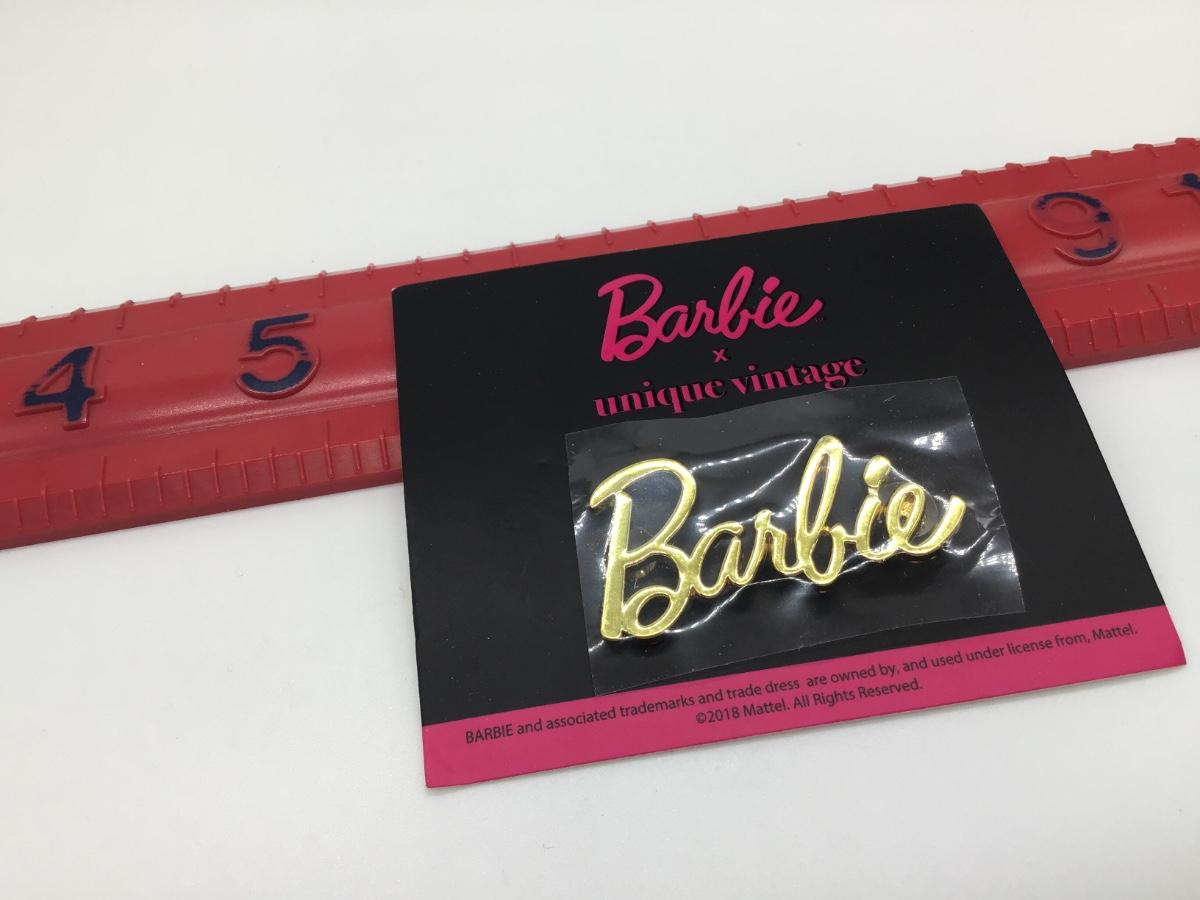 4
5
9
Barbie
x
unique vintage
Barbie
BARBIE and associated trademarks and trade dress are owned by, and used under license from, Mattel.
©2018 Mattel. All Rights Reserved.